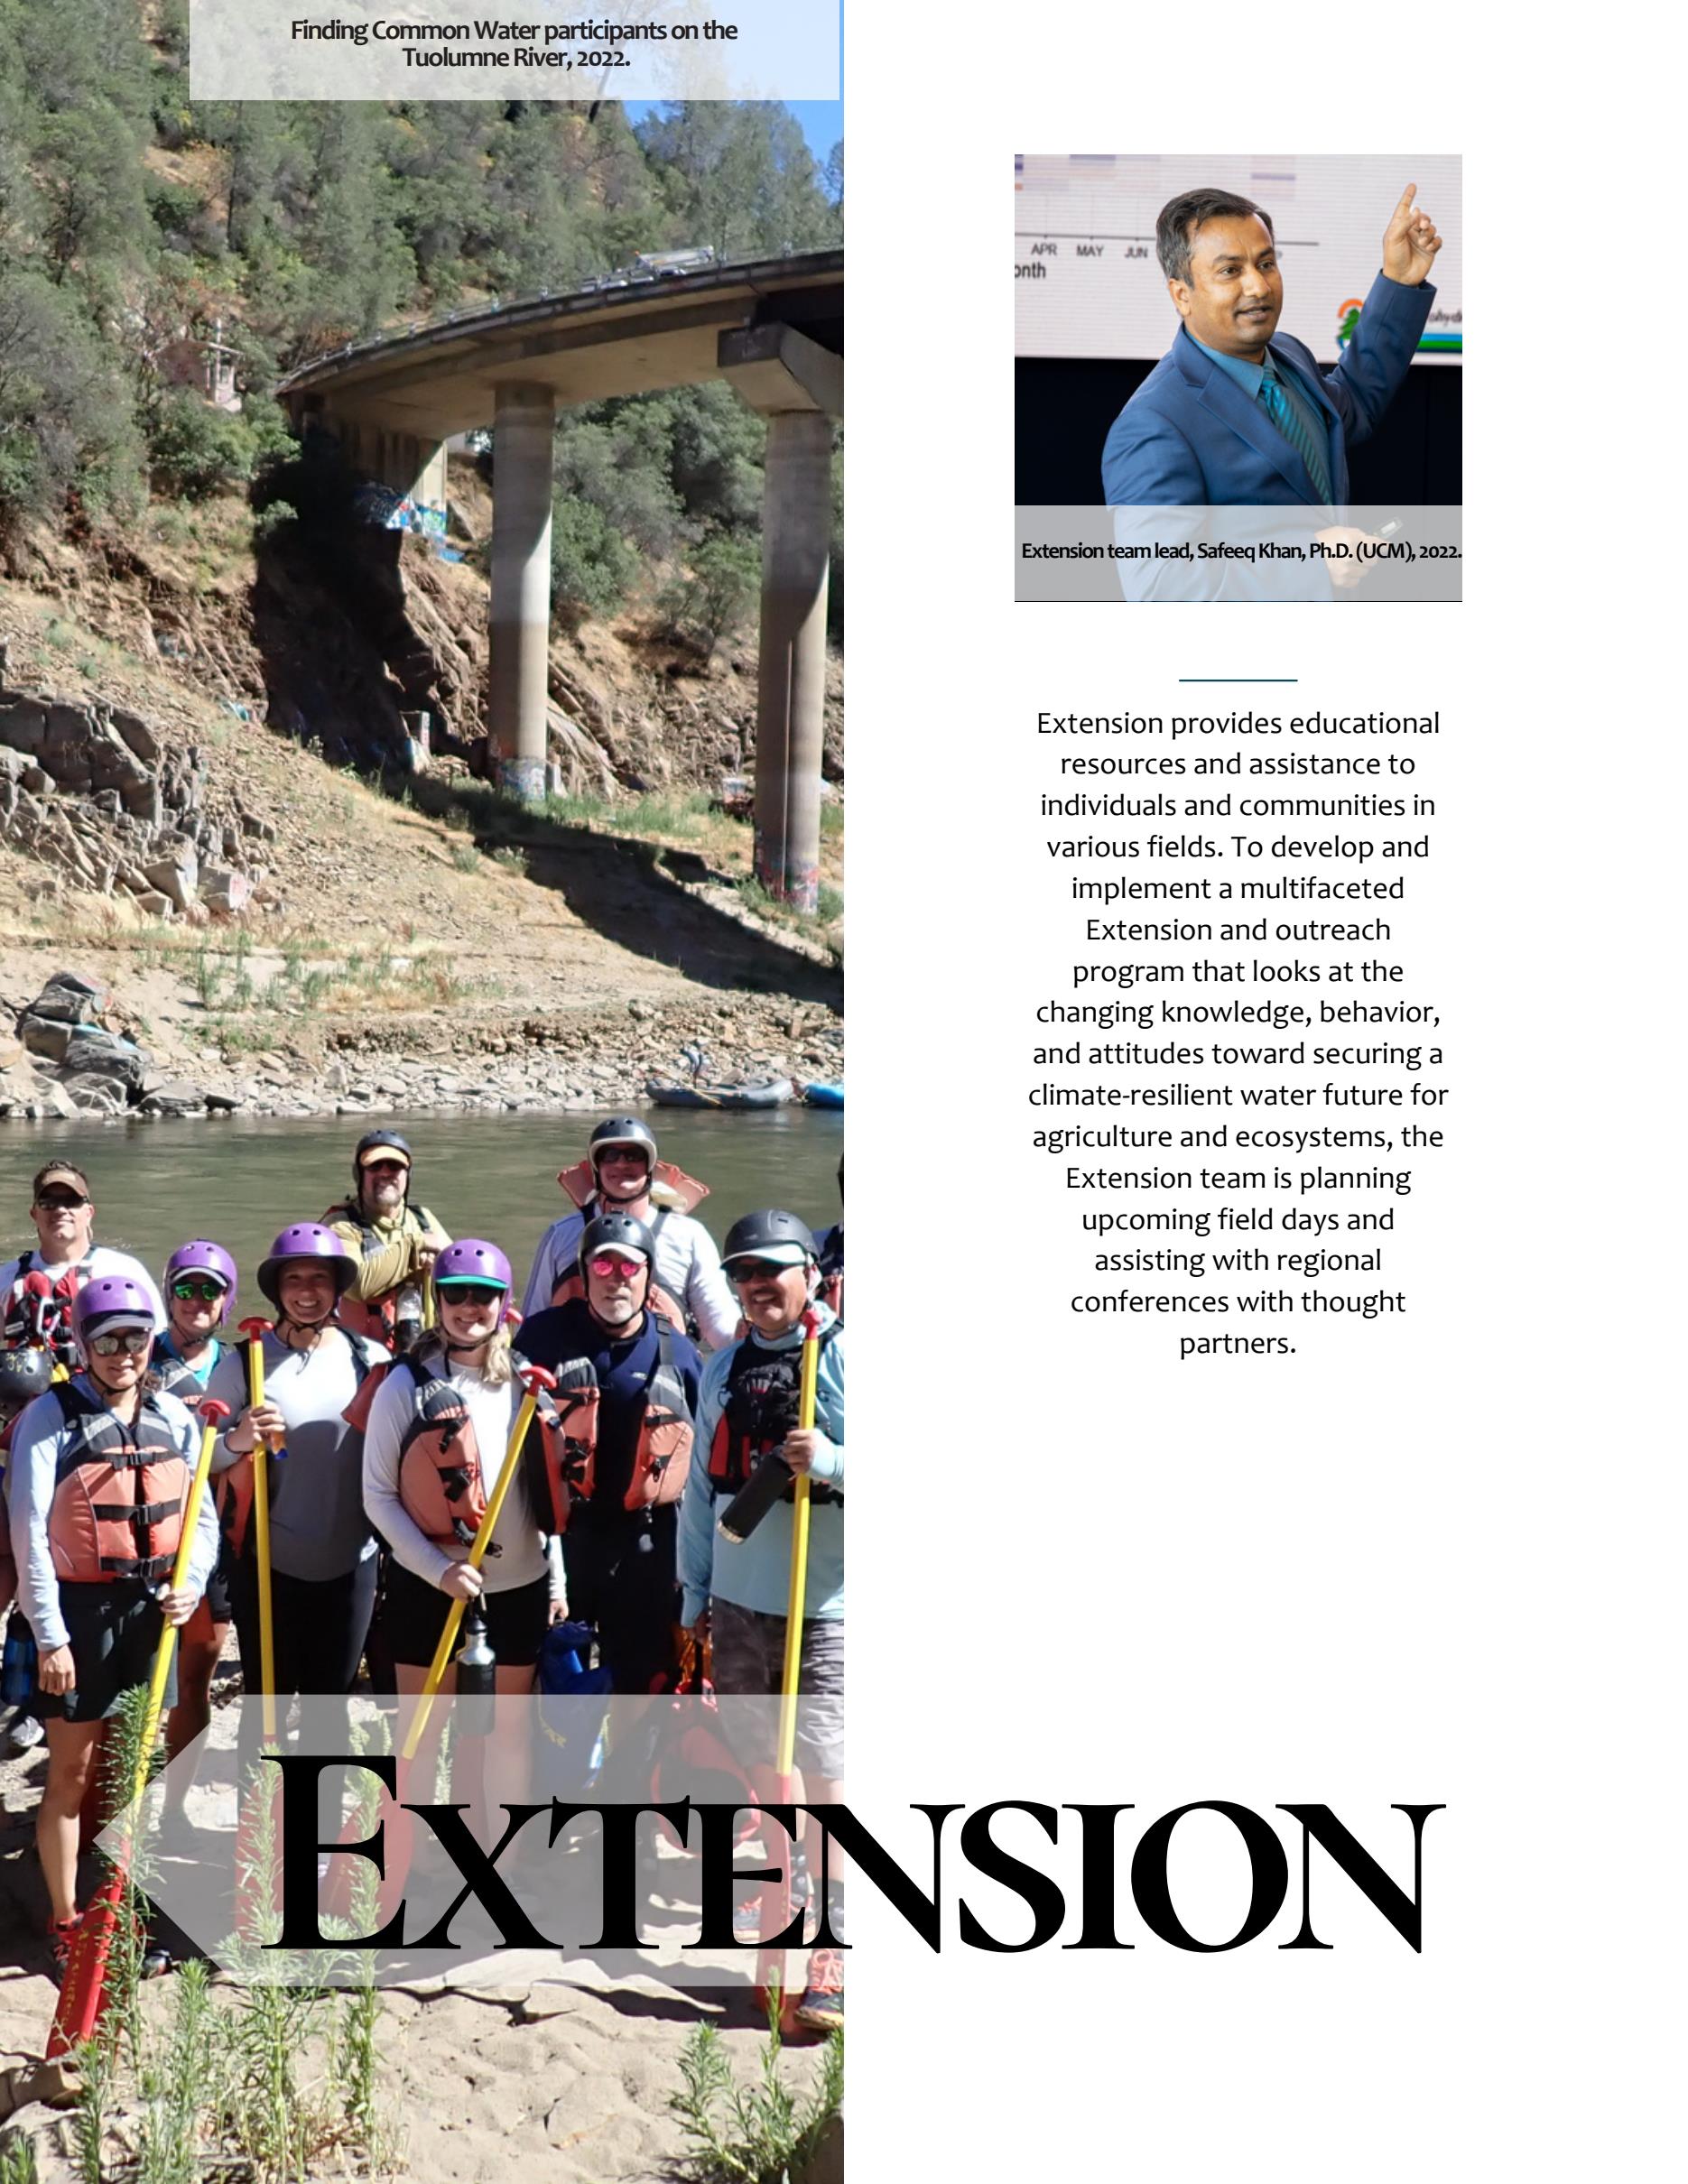 Finding Common Water participants on the
Tuolumne River, 2022.
APR MAY JUN
onth
Extension team lead, Safeeq Khan, Ph.D. (UCM), 2022.
Extension provides educational
resources and assistance to
individuals and communities in
various fields. To develop and
implement a multifaceted
Extension and outreach
program that looks at the
changing knowledge, behavior,
and attitudes toward securing a
climate-resilient water future for
agriculture and ecosystems, the
Extension team is planning
upcoming field days and
assisting with regional
conferences with thought
partners.
EXTENSION